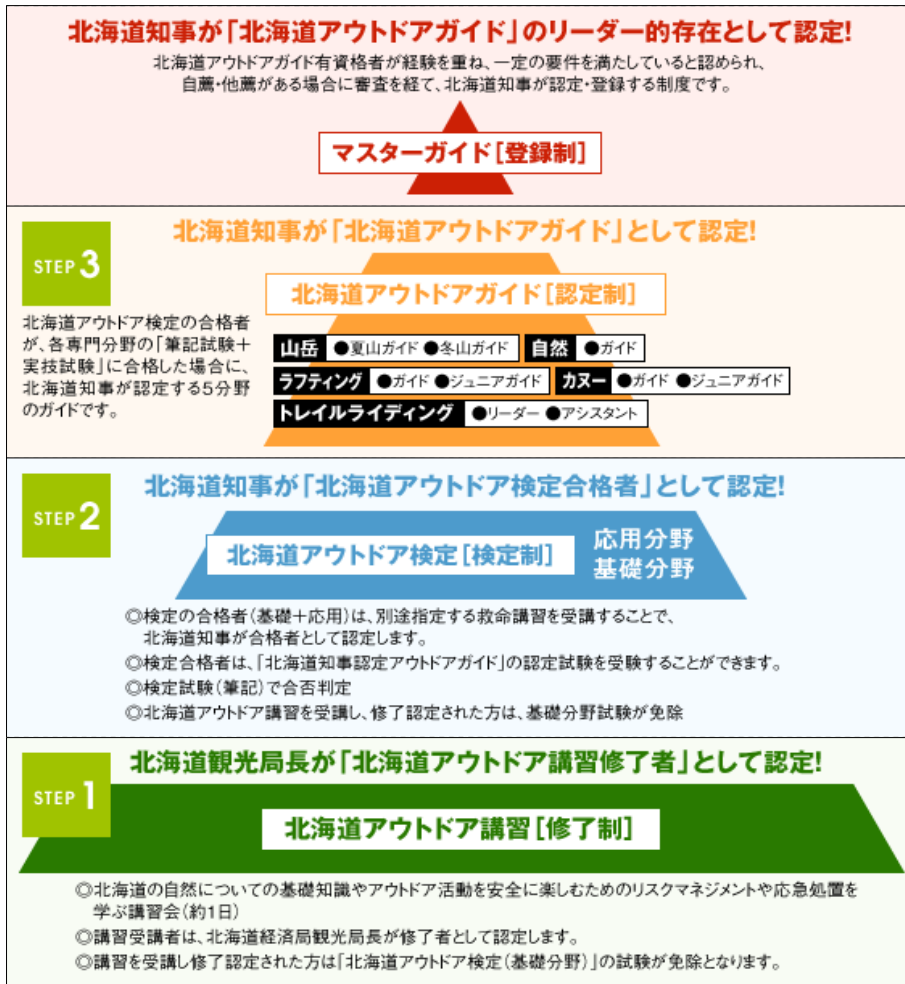 北海道知事が「北海道アウトドアガイド」のリーダー的存在として認定!
北海道アウトドアガイド有資格者が経験を重ね、一定の要件を満たしていると認められ、
自薦・他薦がある場合に審査を経て、北海道知事が認定・登録する制度です。
マスターガイド[登録制]
STEP 3
北海道知事が「北海道アウトドアガイド」として認定!
北海道アウトドアガイド[認定制]
北海道アウトドア検定の合格者
が、各専門分野の「筆記試験+
実技試験」に合格した場合に、
北海道知事が認定する5分野
のガイドです。
山岳 ●夏山ガイド ●冬山ガイド 自然 ●ガイド
ラフティング ●ガイド ●ジュニアガイド カヌー ●ガイド ●ジュニアガイド
トレイルライディング ●リーダー ●アシスタント
STEP 2
北海道知事が「北海道アウトドア検定合格者」として認定!
北海道アウトドア検定[検定制]
応用分野
基礎分野
◎検定の合格者(基礎+応用)は、別途指定する救命講習を受講することで、
北海道知事が合格者として認定します。
◎検定合格者は、「北海道知事認定アウトドアガイド」の認定試験を受験することができます。
◎検定試験(筆記)で合否判定
◎北海道アウトドア講習を受講し、修了認定された方は、基礎分野試験が免除
STEP 1
北海道観光局長が「北海道アウトドア講習修了者」として認定!
北海道アウトドア講習[修了制]
◎北海道の自然についての基礎知識やアウトドア活動を安全に楽しむためのリスクマネジメントや応急処置を
学ぶ講習会(約1日)
◎講習受講者は、北海道経済局観光局長が修了者として認定します。
◎講習を受講し修了認定された方は「北海道アウトドア検定(基礎分野)」の試験が免除となります。